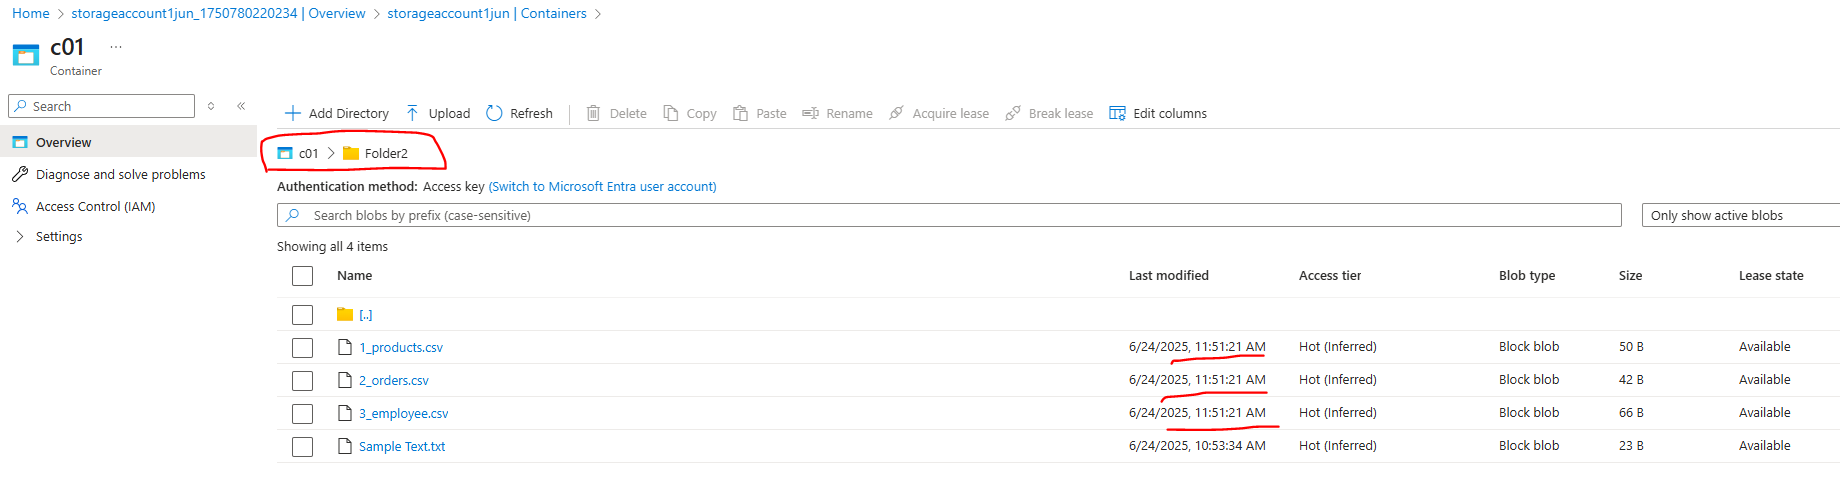 Home > storageaccount1jun_1750780220234 | Overview > storageaccount1jun | Containers >
c01 ...
Container
Search
Overview
Diagnose and solve problems
Access Control (IAM)
Settings
Add Directory Upload Refresh Delete Copy Paste Rename Acquire lease Break lease Edit columns
c01 > Folder2
Authentication method: Access key (Switch to Microsoft Entra user account)
Search blobs by prefix (case-sensitive) Only show active blobs
Showing all 4 items
Name Last modified Access tier Blob type Size Lease state
[..]
1_products.csv 6/24/2025, 11:51:21 AM Hot (Inferred) Block blob 50 B Available
2_orders.csv 6/24/2025, 11:51:21 AM Hot (Inferred) Block blob 42 B Available
3_employee.csv 6/24/2025, 11:51:21 AM Hot (Inferred) Block blob 66 B Available
Sample Text.txt 6/24/2025, 10:53:34 AM Hot (Inferred) Block blob 23 B Available